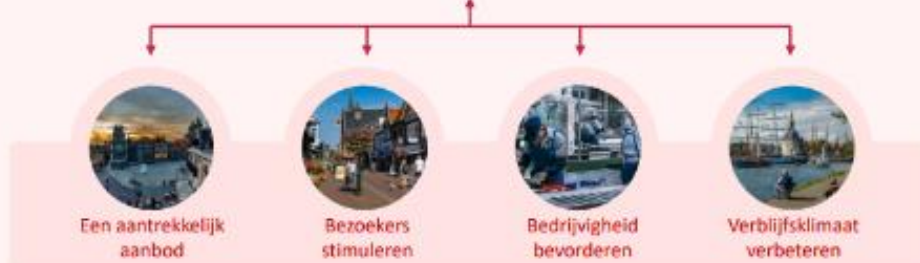 Een aantrekkelijk
aanbod
Bezoekers
stimuleren
Bedrijvigheid
bevorderen
Verblijfsklimaat
verbeteren